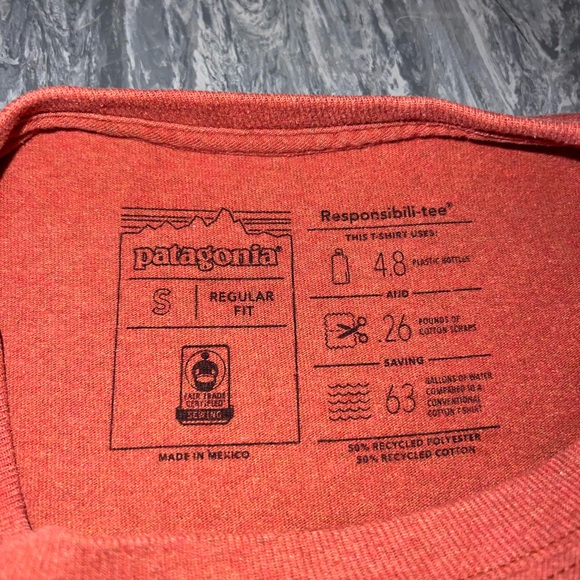 patagonia®
S
REGULAR
FIT
FAIR TRADE
CERTIFIED
SEWING
MADE IN MEXICO
Responsibili-tee®
THIS T-SHIRT USES:
4.8 PLASTIC BOTTLES
AND
.26 POUNDS OF
COTTON SCRAPS
SAVING
63 GALLONS OF WATER
COMPARED TO A
CONVENTIONAL
COTTON T-SHIRT
50% RECYCLED POLYESTER
50% RECYCLED COTTON